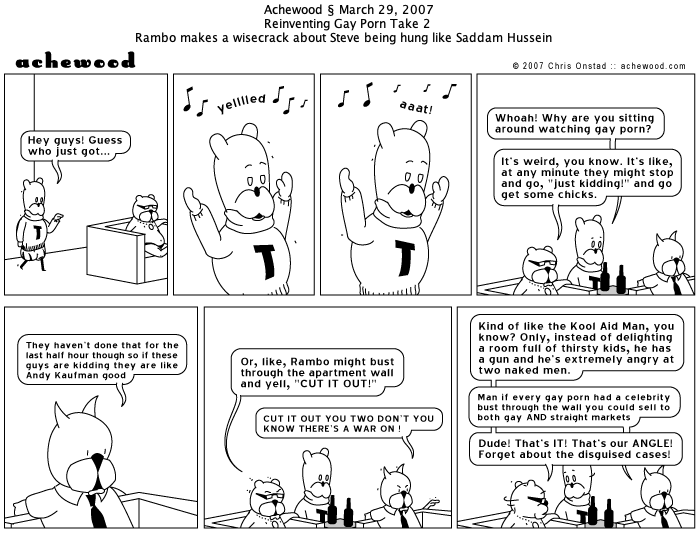 Achewood § March 29, 2007
Reinventing Gay Porn Take 2
Rambo makes a wisecrack about Steve being hung like Saddam Hussein
achewood
© 2007 Chris Onstad :: achewood.com
Hey guys! Guess
who just got...
yelllled
aaat!
Whoah! Why are you sitting
around watching gay porn?
It's weird, you know. It's like,
at any minute they might stop
and go, "just kidding!" and go
get some chicks.
They haven't done that for the
last half hour though so if these
guys are kidding they are like
Andy Kaufman good
Or, like, Rambo might bust
through the apartment wall
and yell, "CUT IT OUT!"
CUT IT OUT YOU TWO DON'T YOU
KNOW THERE'S A WAR ON !
Kind of like the Kool Aid Man, you
know? Only, instead of delighting
a room full of thirsty kids, he has
a gun and he's extremely angry at
two naked men.
Man if every gay porn had a celebrity
bust through the wall you could sell to
both gay AND straight markets
Dude! That's IT! That's our ANGLE!
Forget about the disguised cases!